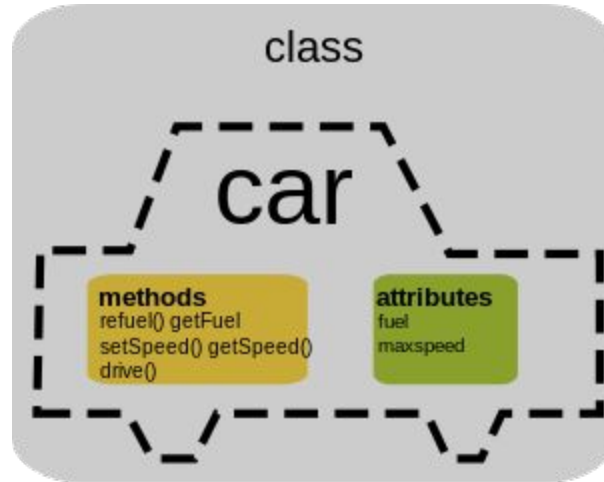 class
car
methods
refuel() getFuel
setSpeed() getSpeed()
drive()
attributes
fuel
maxspeed